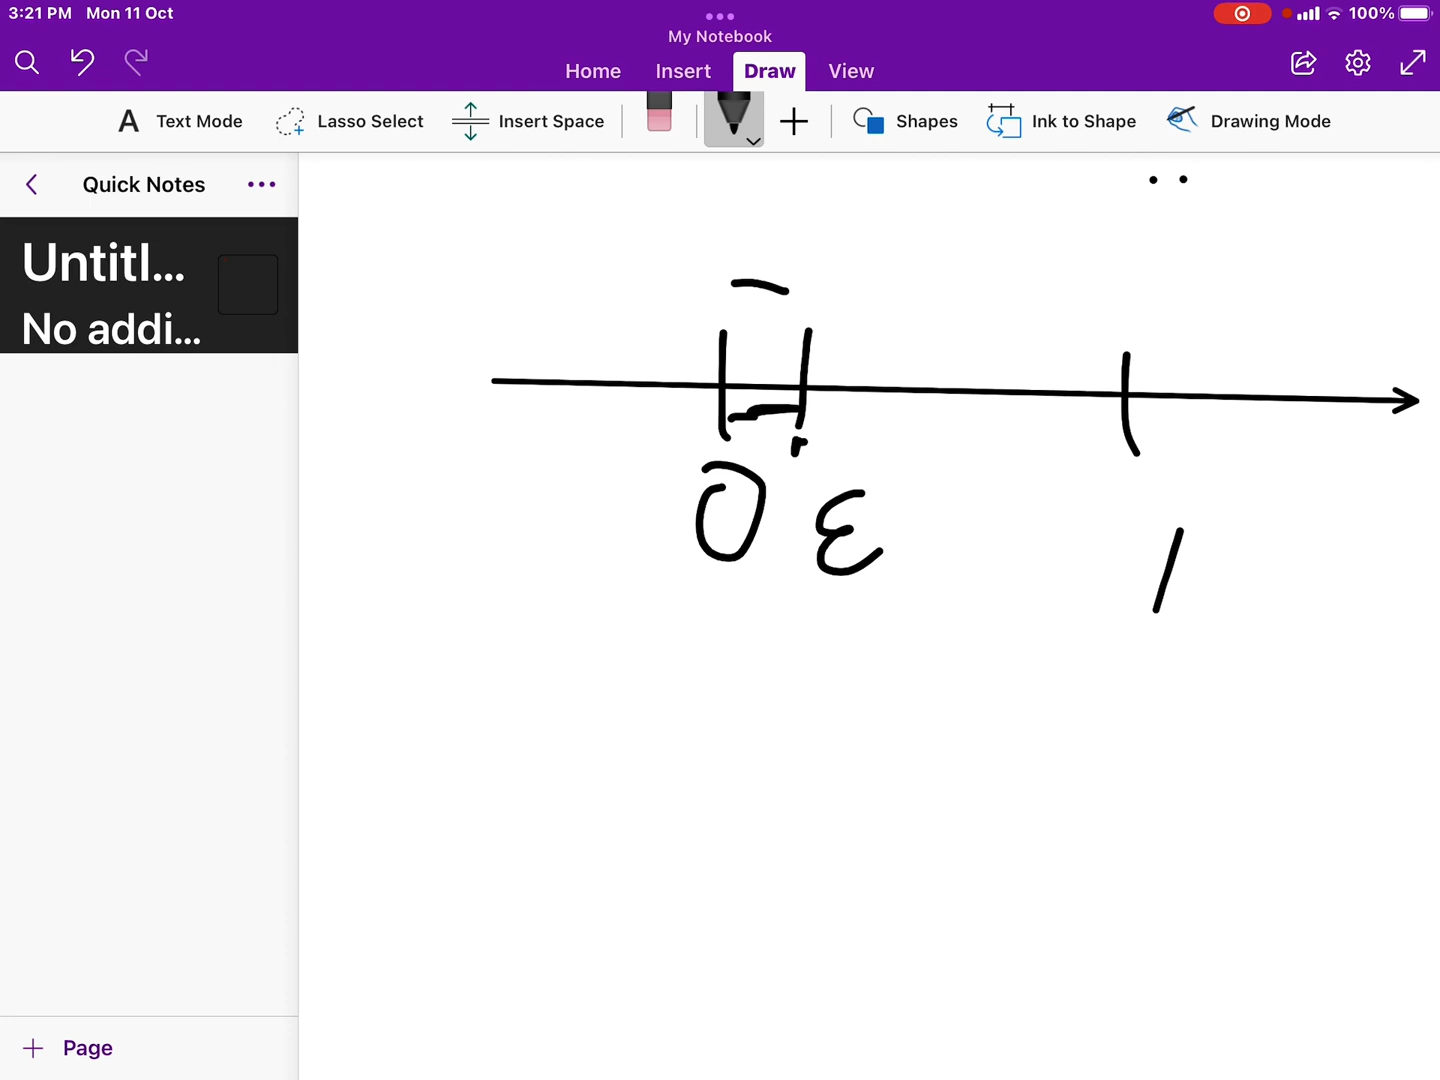 3:21 PM Mon 11 Oct
100%
My Notebook
Home Insert Draw View
A Text Mode Lasso Select Insert Space Shapes Ink to Shape Drawing Mode
Quick Notes
Untitl...
No addi...
0 ε 1
Page